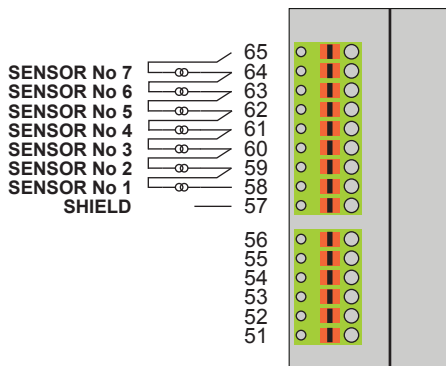 65
SENSOR No 7 64
SENSOR No 6 63
SENSOR No 5 62
SENSOR No 4 61
SENSOR No 3 60
SENSOR No 2 59
SENSOR No 1 58
SHIELD 57
56
55
54
53
52
51